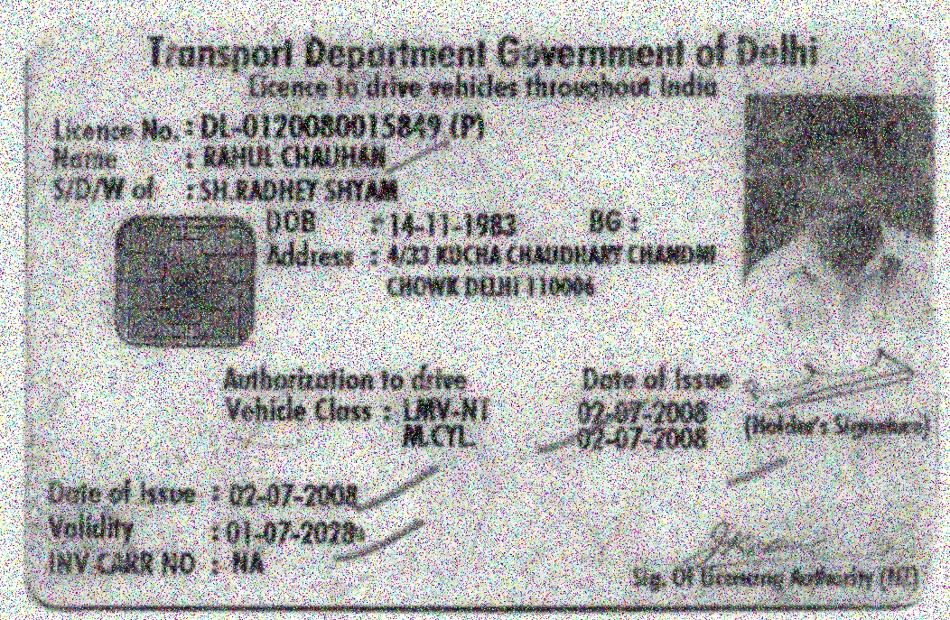 Transport Department Government of Delhi
Licence to drive vehicles throughout India
Licence No. : DL-0120080015849 (P)
Name : RAHUL CHAUHAN
S/D/W of : SH.RADHEY SHYAM
DOB : 14-11-1983 BG :
Address : 4/33 KUCHA CHAUDHARY CHANDNI
CHOWK DELHI 110006
Authorization to drive Date of Issue
Vehicle Class : LMV-NT 02-07-2008
M.CYL. 02-07-2008
(Holder's Signature)
Date of Issue : 02-07-2008
Validity : 01-07-2028
INV CARR NO : NA
Sig. Of Licencing Authority (NT)